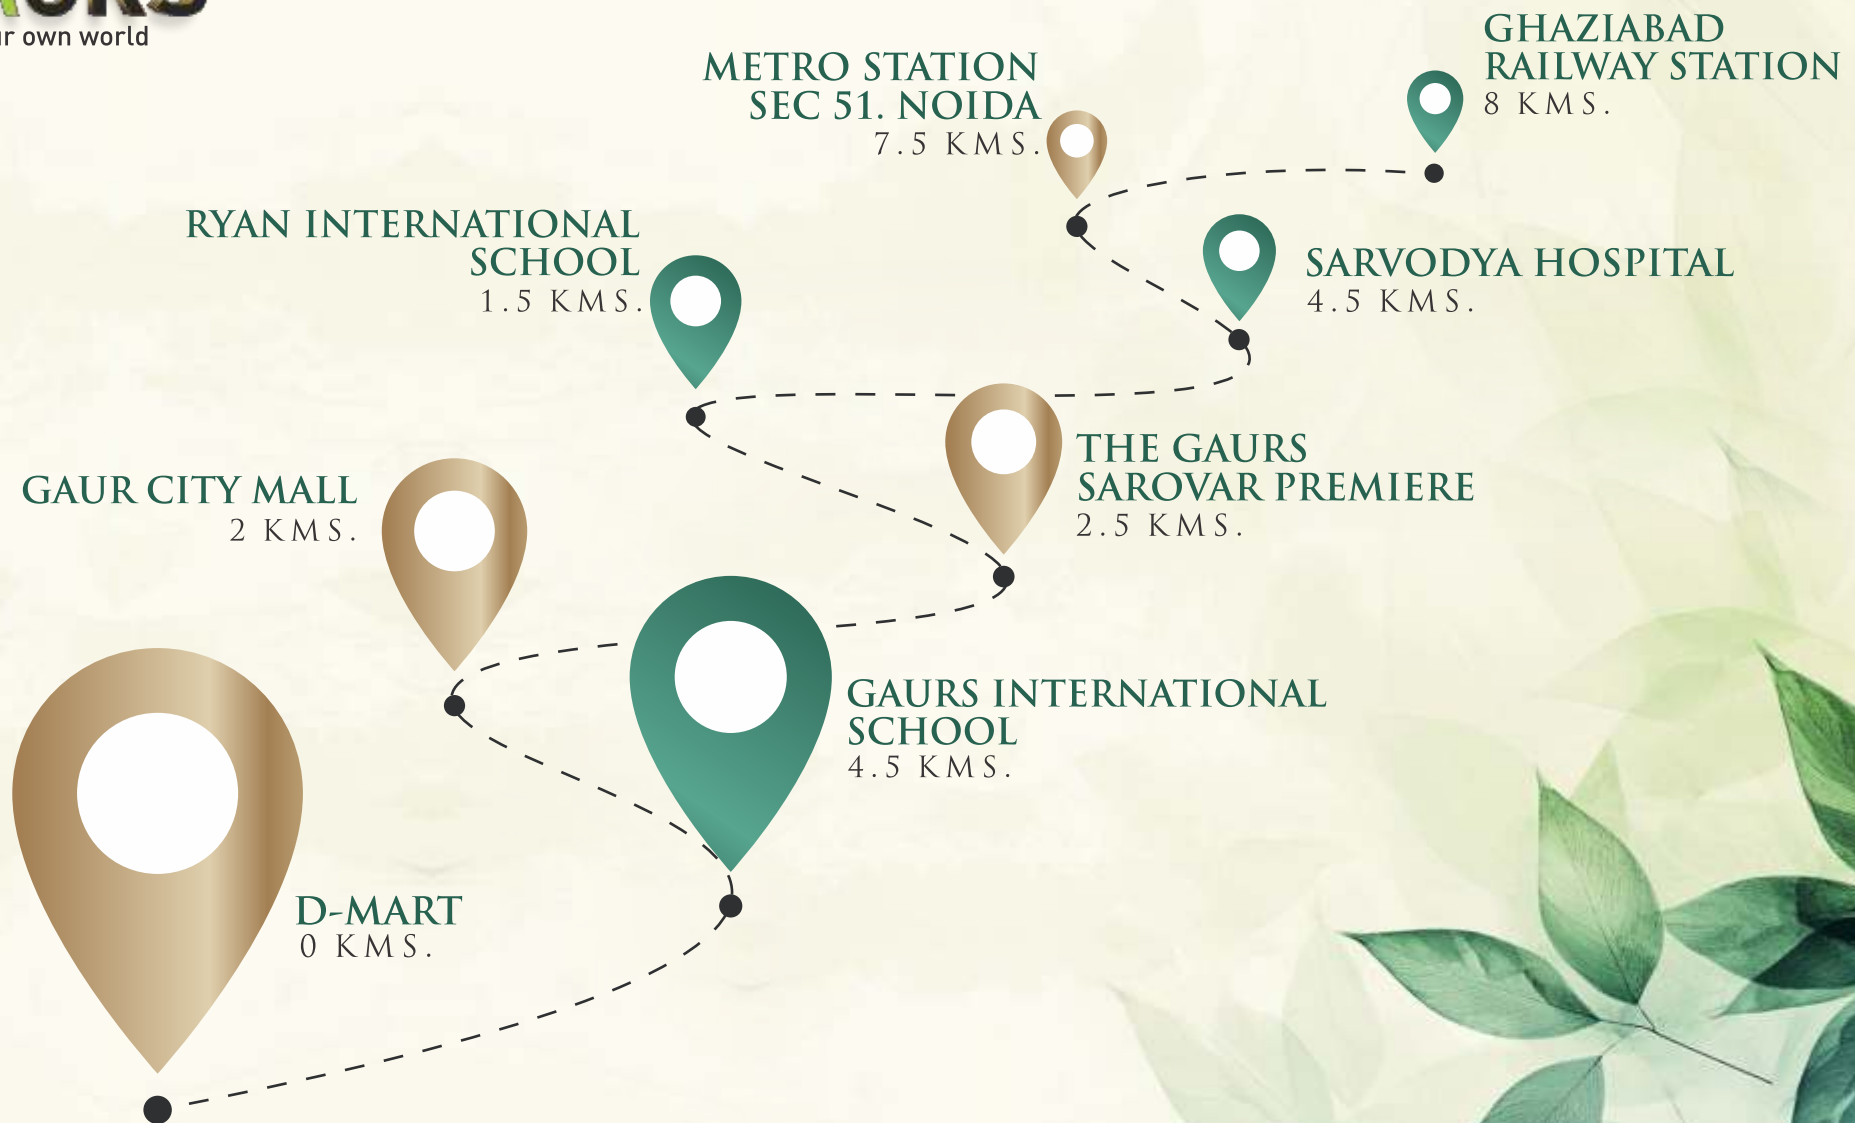 own world
GHAZIABAD
RAILWAY STATION
8 KMS.
METRO STATION
SEC 51. NOIDA
7.5 KMS.
RYAN INTERNATIONAL
SCHOOL
1.5 KMS.
SARVODYA HOSPITAL
4.5 KMS.
THE GAURS
SAROVAR PREMIERE
2.5 KMS.
GAUR CITY MALL
2 KMS.
GAURS INTERNATIONAL
SCHOOL
4.5 KMS.
D-MART
0 KMS.